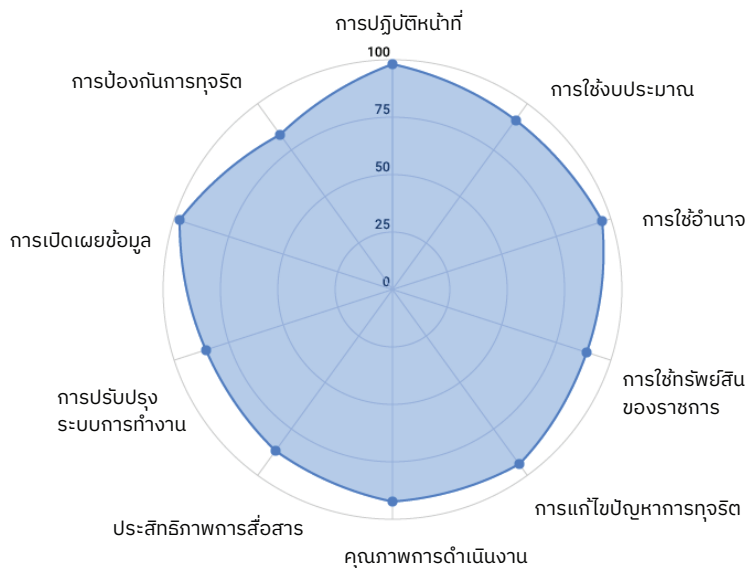 การปฏิบัติหน้าที่
100
การป้องกันการทุจริต
การใช้งบประมาณ
75
50
การใช้อำนาจ
25
การเปิดเผยข้อมูล
0
การใช้ทรัพย์สิน
ของราชการ
การปรับปรุง
ระบบการทำงาน
การแก้ไขปัญหาการทุจริต
ประสิทธิภาพการสื่อสาร
คุณภาพการดำเนินงาน